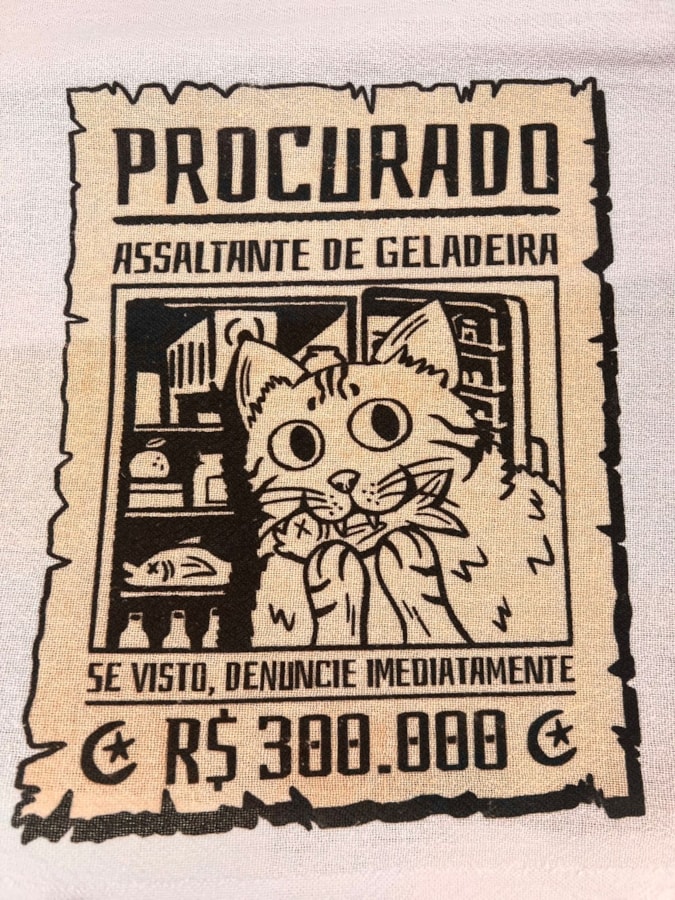 PROCURADO
ASSALTANTE DE GELADEIRA
SE VISTO, DENUNCIE IMEDIATAMENTE
R$ 300.000